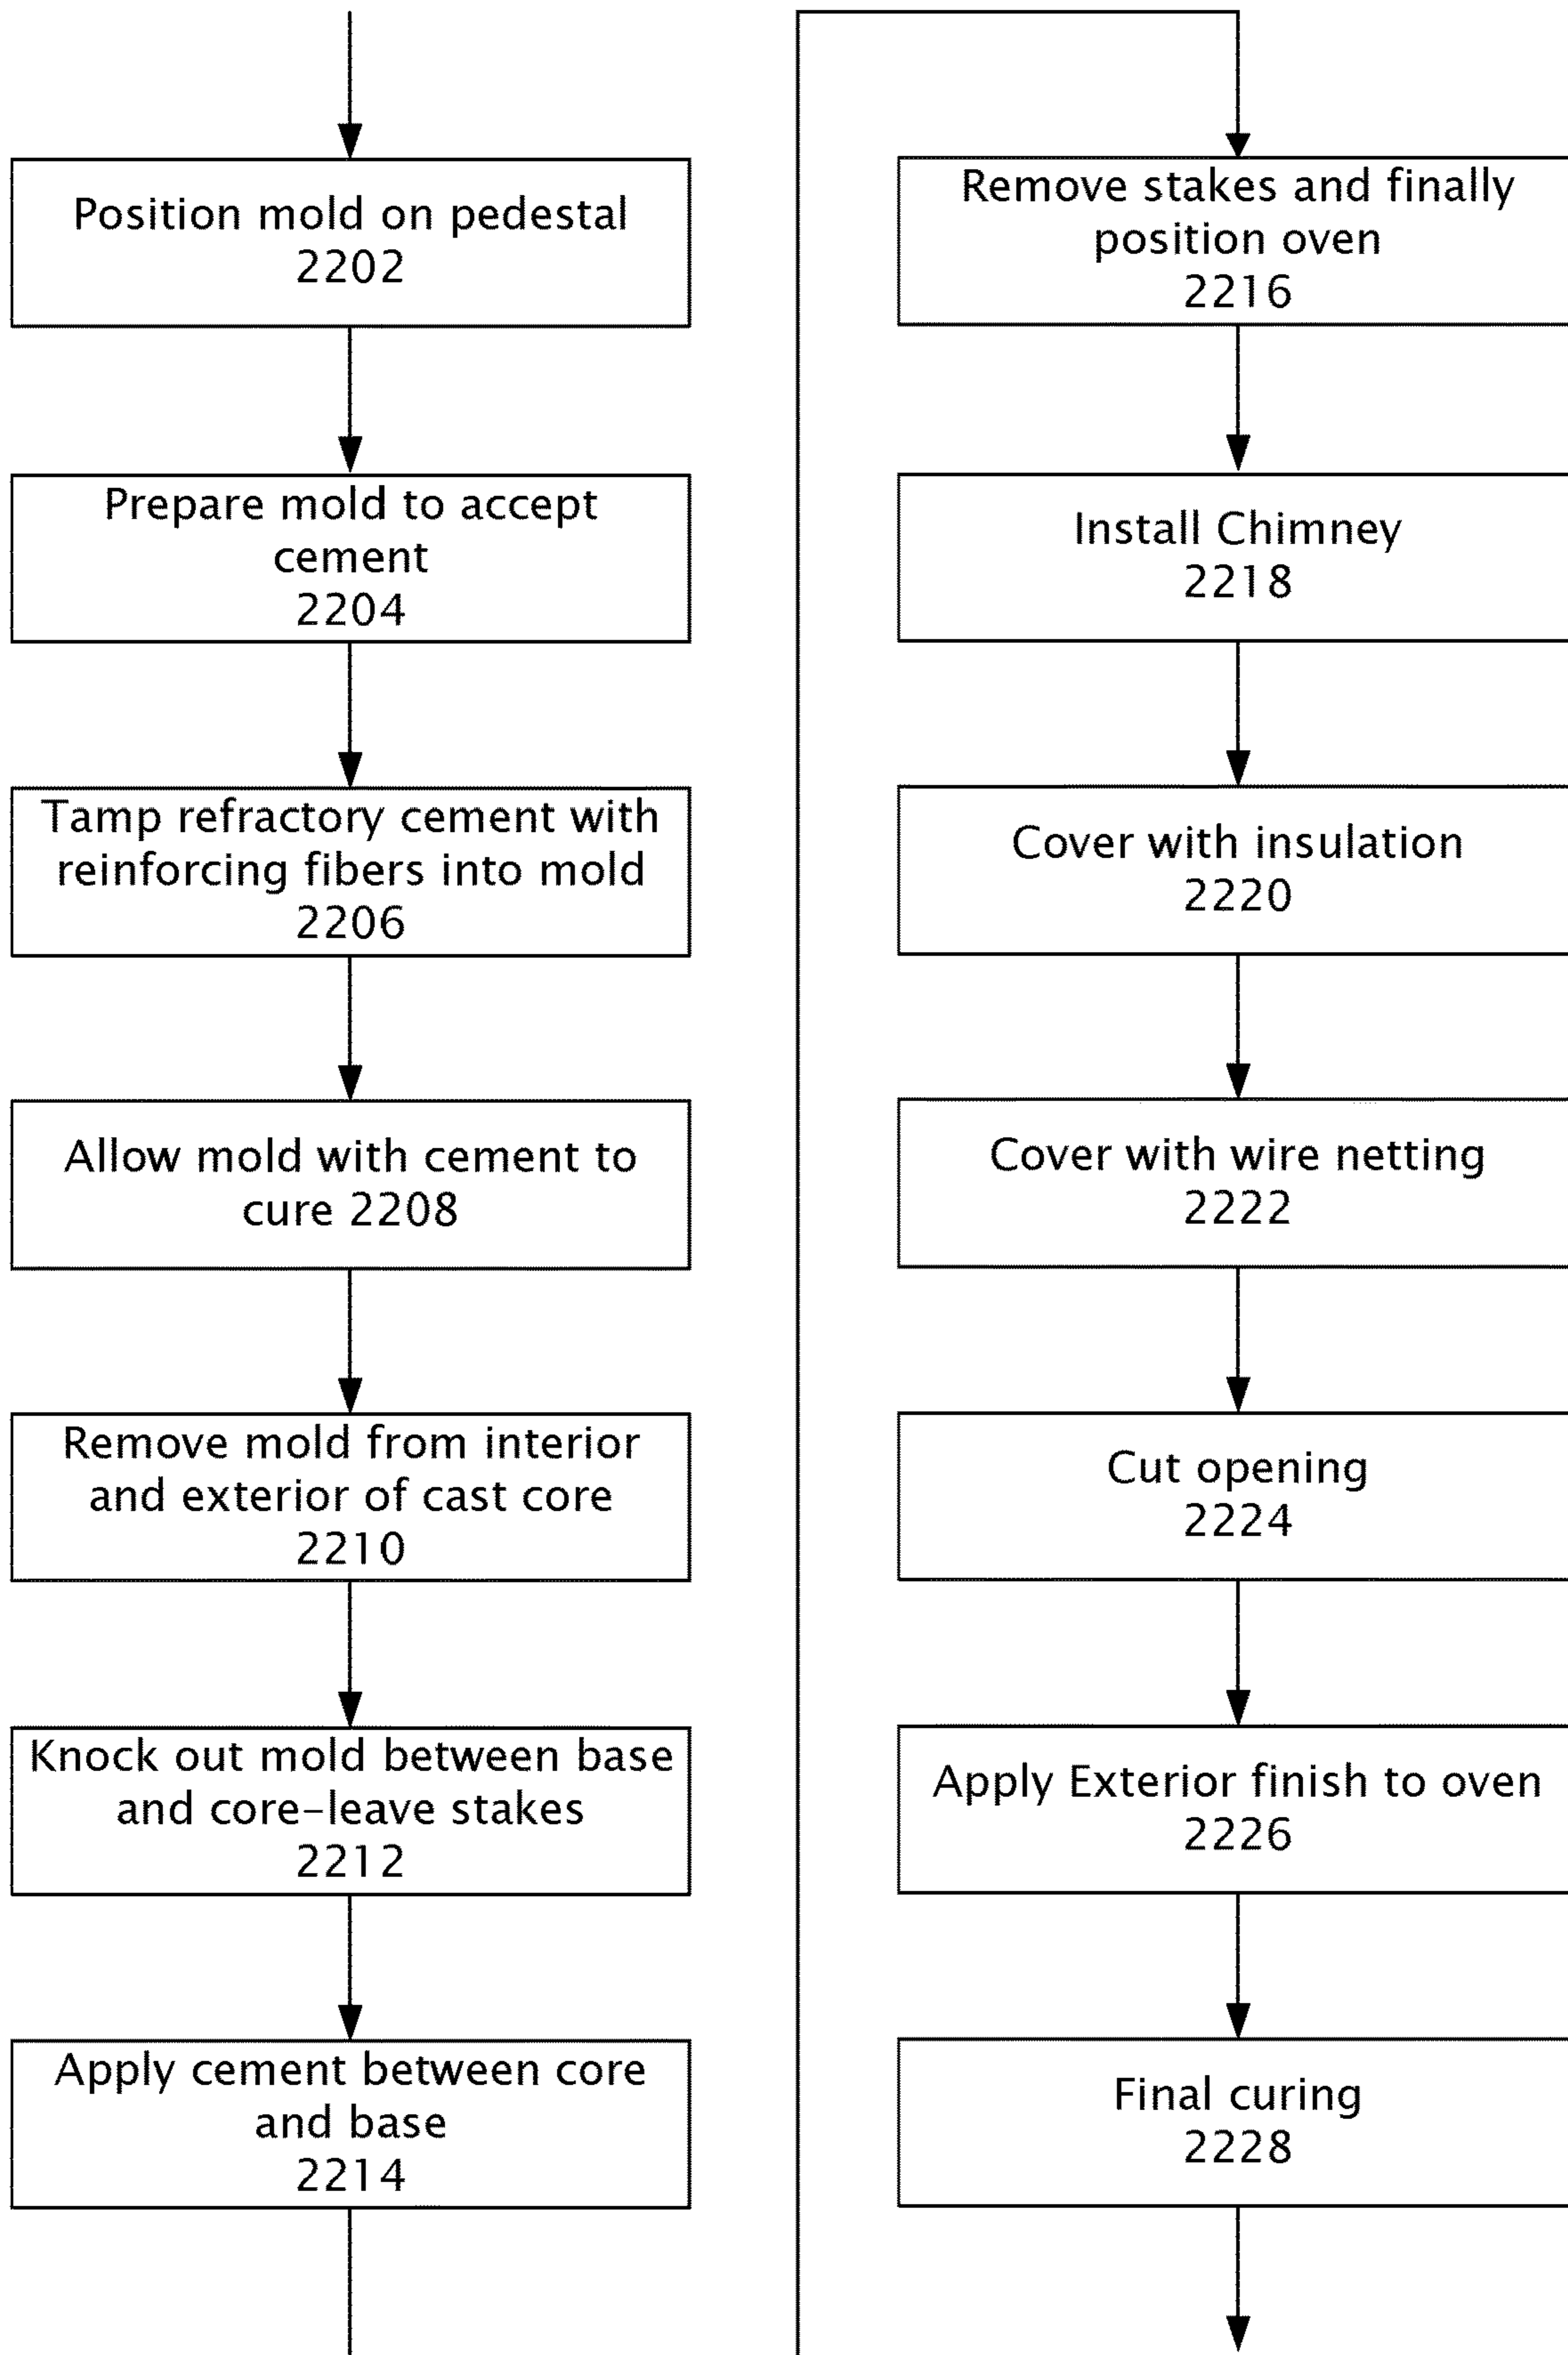 Position mold on pedestal
2202
Prepare mold to accept
cement
2204
Tamp refractory cement with
reinforcing fibers into mold
2206
Allow mold with cement to
cure 2208
Remove mold from interior
and exterior of cast core
2210
Knock out mold between base
and core–leave stakes
2212
Apply cement between core
and base
2214
Remove stakes and finally
position oven
2216
Install Chimney
2218
Cover with insulation
2220
Cover with wire netting
2222
Cut opening
2224
Apply Exterior finish to oven
2226
Final curing
2228